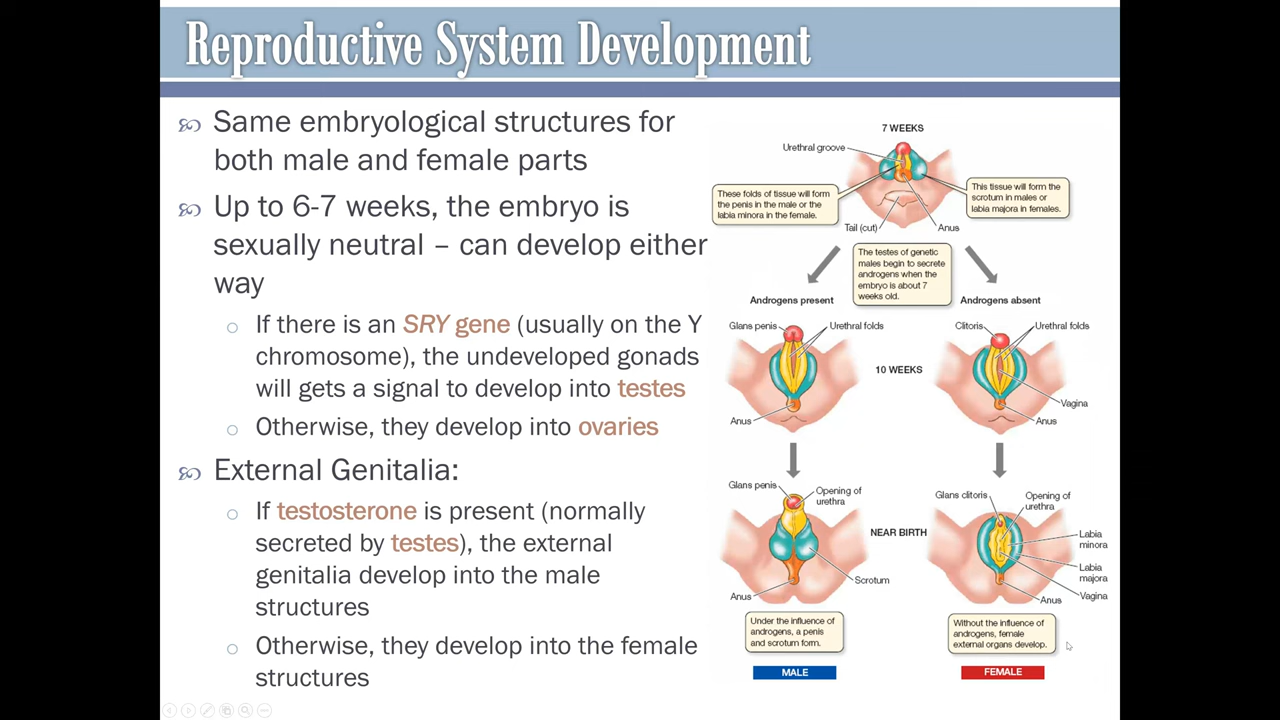 Reproductive System Development
Same embryological structures for
both male and female parts
Up to 6-7 weeks, the embryo is
sexually neutral – can develop either
way
If there is an SRY gene (usually on the Y
chromosome), the undeveloped gonads
will gets a signal to develop into testes
Otherwise, they develop into ovaries
External Genitalia:
If testosterone is present (normally
secreted by testes), the external
genitalia develop into the male
structures
Otherwise, they develop into the female
structures
7 WEEKS
Urethral groove
These folds of tissue will form
the penis in the male or the
labia minora in the female.
This tissue will form the
scrotum in males or
labia majora in females.
Tail (cut)
Anus
The testes of genetic
males begin to secrete
androgens when the
embryo is about 7
weeks old.
Androgens present
Androgens absent
Glans penis
Urethral folds
Clitoris
Urethral folds
10 WEEKS
Vagina
Anus
Anus
Glans penis
Opening of
urethra
Glans clitoris
Opening of
urethra
NEAR BIRTH
Labia
minora
Labia
majora
Scrotum
Vagina
Anus
Anus
Under the influence of
androgens, a penis
and scrotum form.
Without the influence of
androgens, female
external organs develop.
MALE
FEMALE